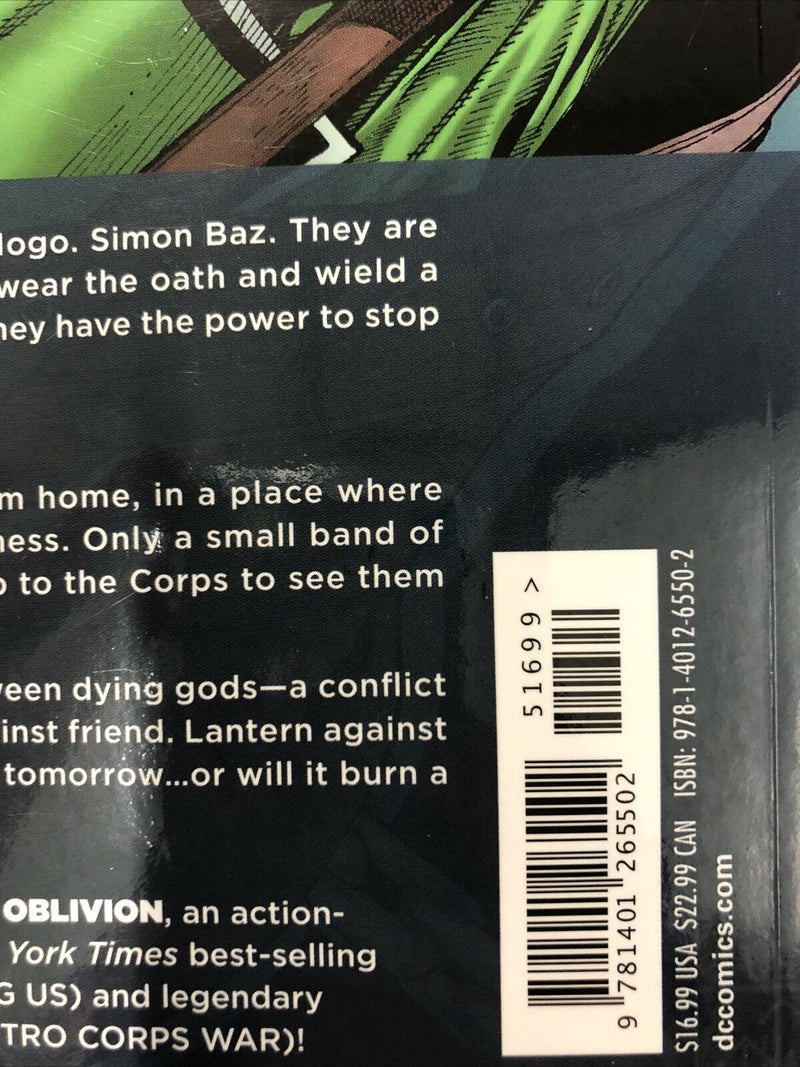 logo. Simon Baz. They are
wear the oath and wield a
hey have the power to stop
m home, in a place where
ness. Only a small band of
o to the Corps to see them
een dying gods—a conflict
inst friend. Lantern against
tomorrow...or will it burn a
OBLIVION, an action-
York Times best-selling
G US) and legendary
TRO CORPS WAR)!
51699 >
9 781401 265502
$16.99 USA $22.99 CAN ISBN: 978-1-4012-6550-2
dccomics.com